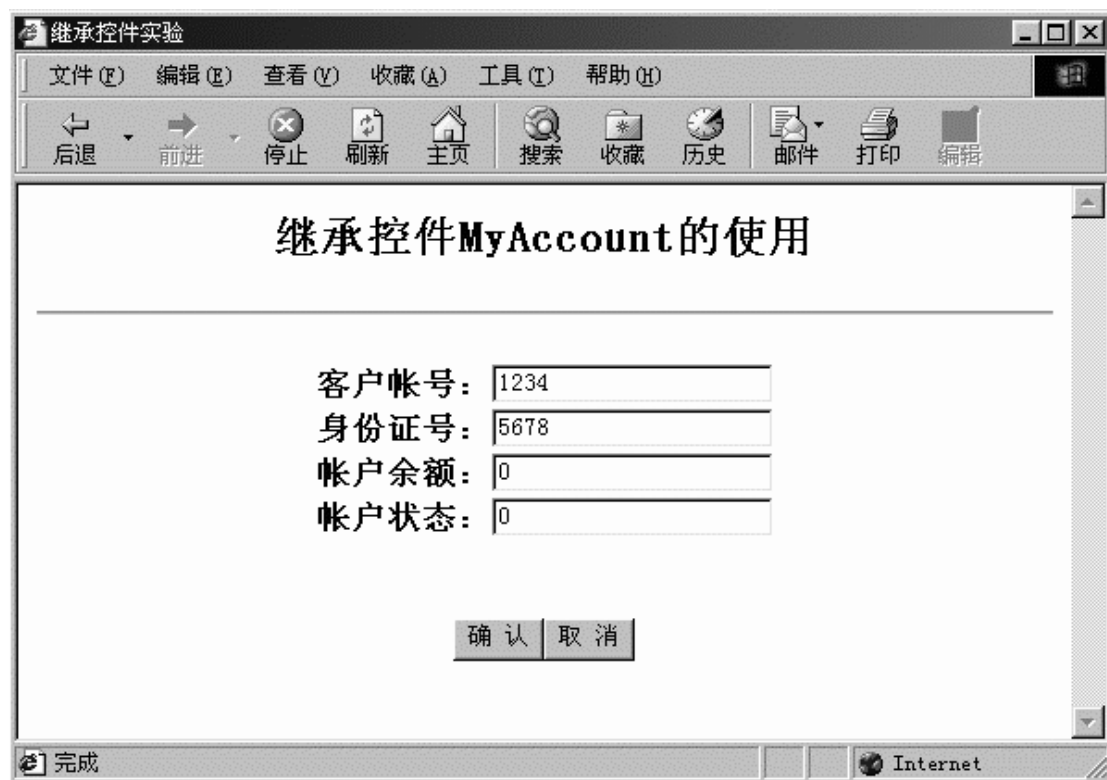 继承控件实验
文件(F) 编辑(E) 查看(V) 收藏(A) 工具(T) 帮助(H)
后退 前进 停止 刷新 主页 搜索 收藏 历史 邮件 打印 编辑
继承控件MyAccount的使用
客户帐号：1234
身份证号：5678
帐户余额：0
帐户状态：0
确 认 取 消
完成 Internet